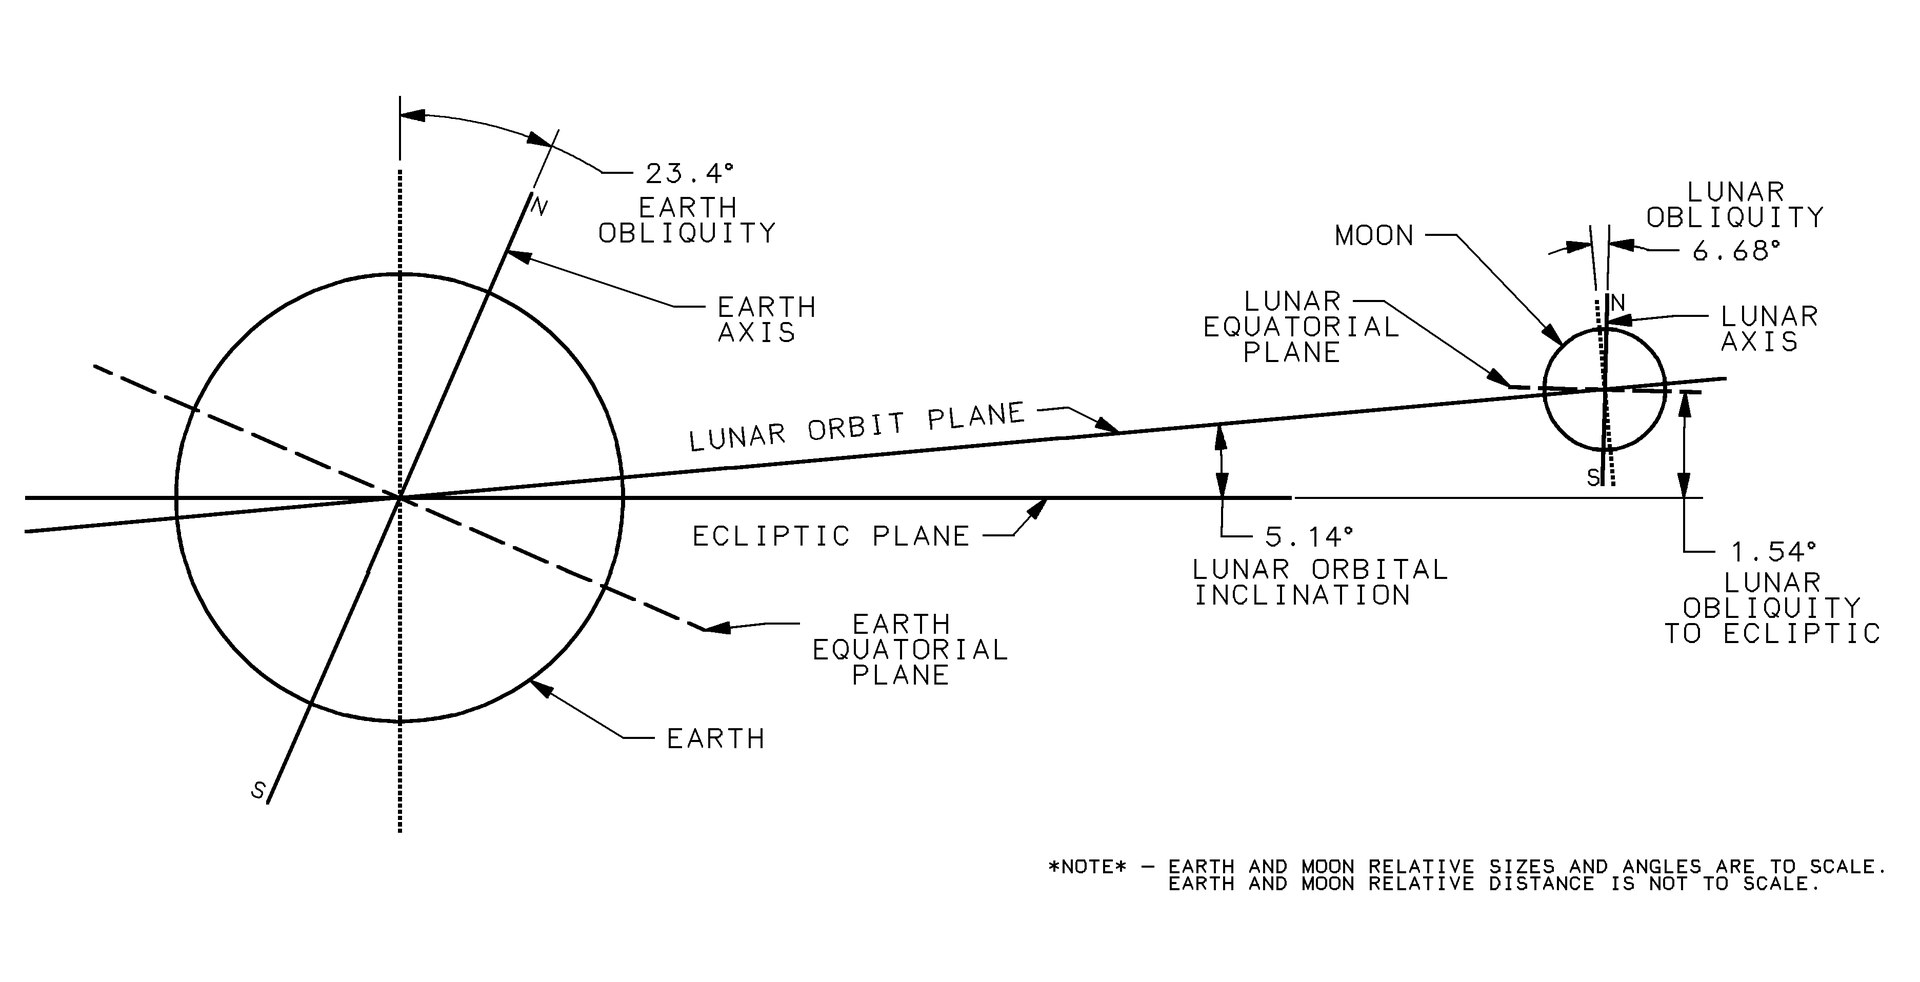 23.4°
EARTH
OBLIQUITY
N
EARTH
AXIS
LUNAR
OBLIQUITY
6.68°
MOON
LUNAR
EQUATORIAL
PLANE
N
LUNAR
AXIS
S
LUNAR ORBIT PLANE
ECLIPTIC PLANE
5.14°
LUNAR ORBITAL
INCLINATION
1.54°
LUNAR
OBLIQUITY
TO ECLIPTIC
EARTH
EQUATORIAL
PLANE
EARTH
S
*NOTE* – EARTH AND MOON RELATIVE SIZES AND ANGLES ARE TO SCALE.
EARTH AND MOON RELATIVE DISTANCE IS NOT TO SCALE.